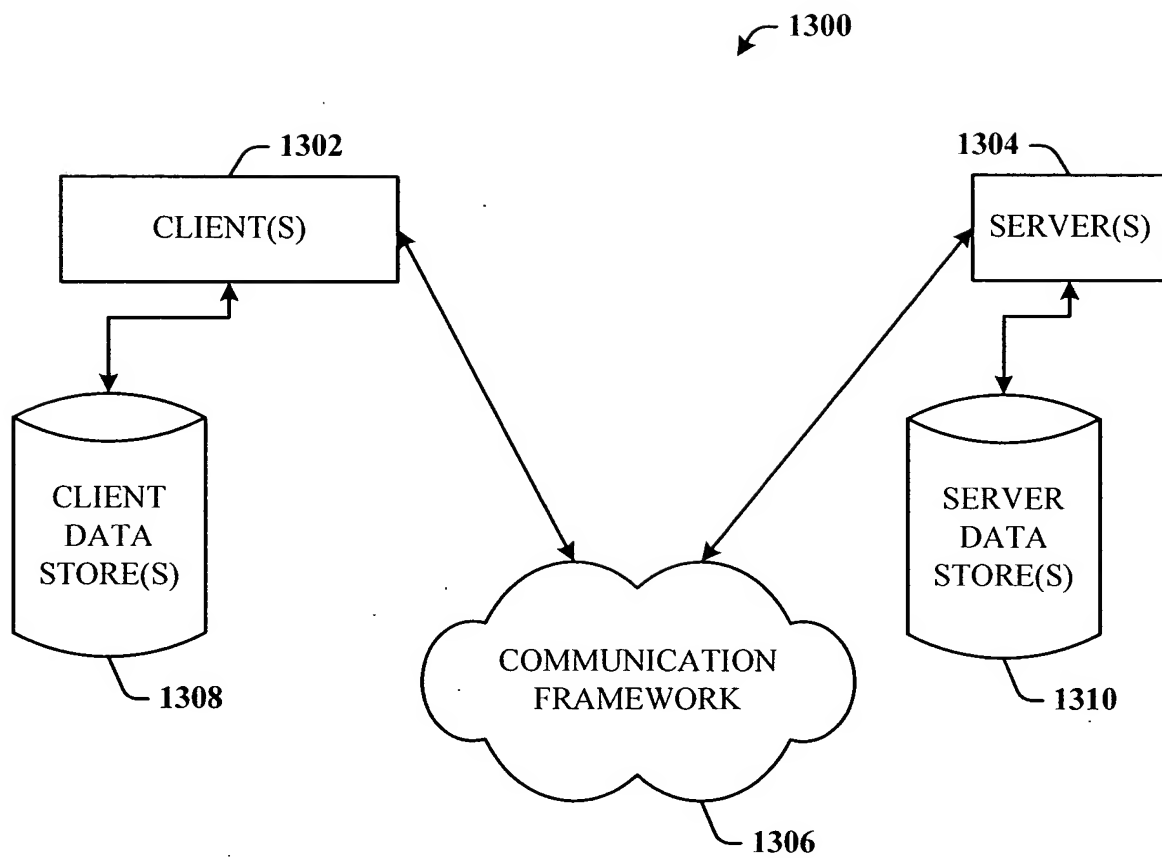 1300
1302
1304
CLIENT(S)
SERVER(S)
CLIENT
DATA
STORE(S)
SERVER
DATA
STORE(S)
COMMUNICATION
FRAMEWORK
1308
1310
1306